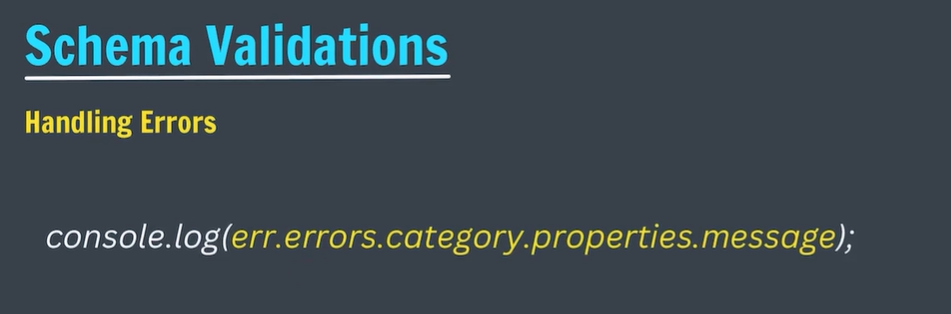 Schema Validations
Handling Errors
console.log(err.errors.category.properties.message);